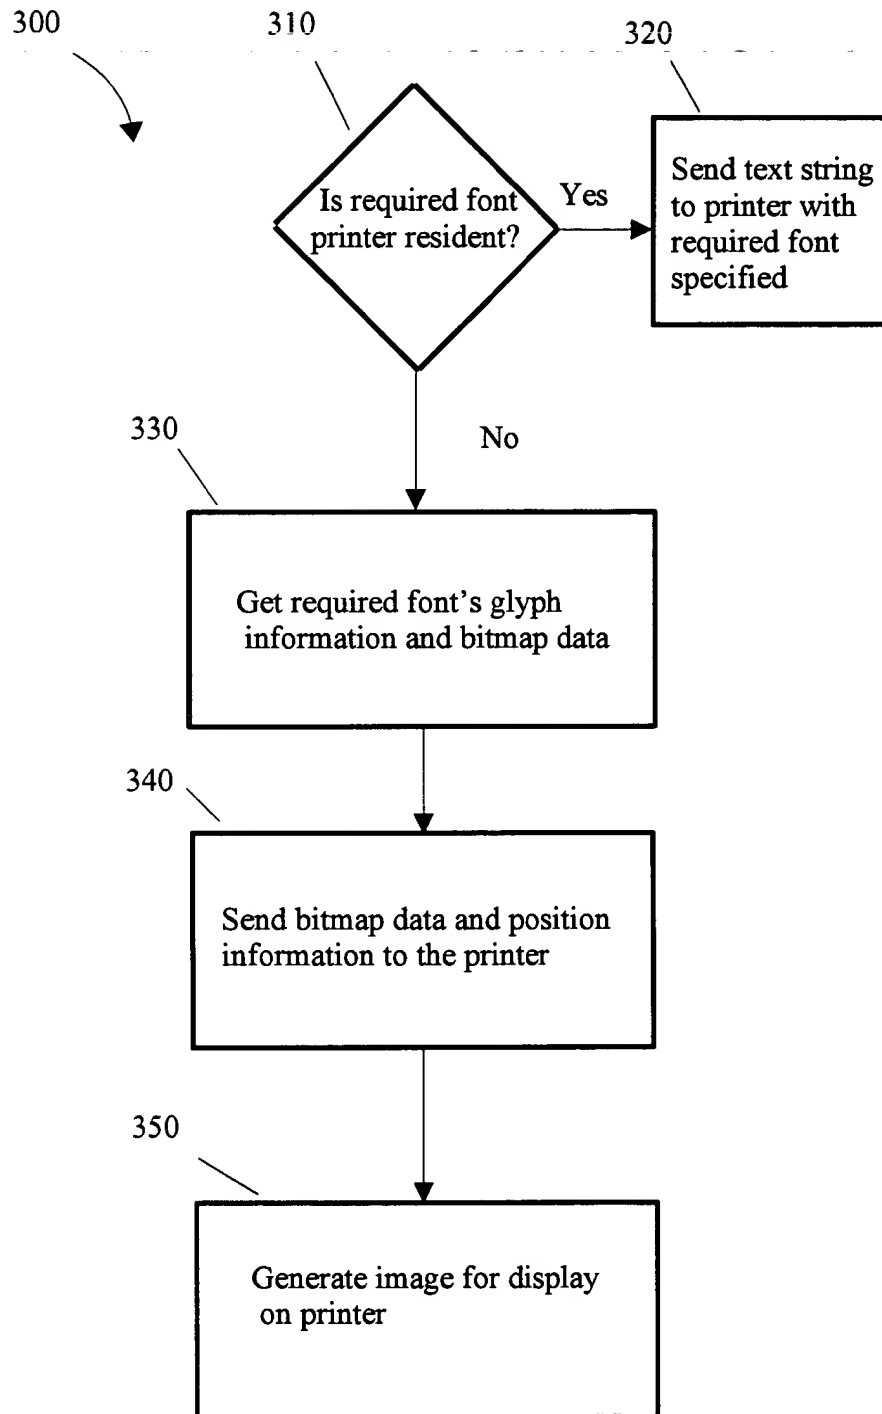 300
310
320
Is required font
printer resident?
Yes
Send text string
to printer with
required font
specified
No
330
Get required font's glyph
information and bitmap data
340
Send bitmap data and position
information to the printer
350
Generate image for display
on printer